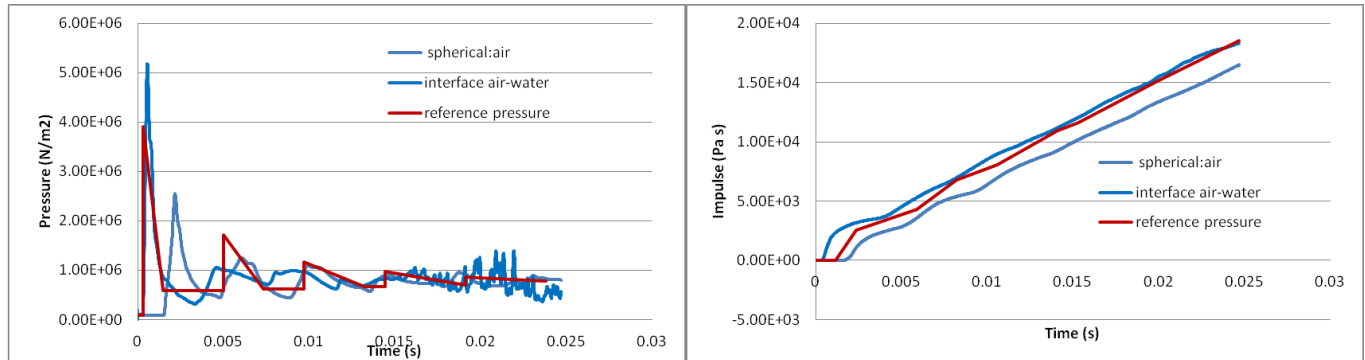 6.00E+06
5.00E+06
4.00E+06
3.00E+06
2.00E+06
1.00E+06
0.00E+00
Pressure (N/m2)
spherical:air
interface air-water
reference pressure
0 0.005 0.01 0.015 0.02 0.025 0.03
Time (s)
2.00E+04
1.50E+04
1.00E+04
5.00E+03
0.00E+00
-5.00E+03
Impulse (Pa s)
0 0.005 0.01 0.015 0.02 0.025 0.03
spherical:air
interface air-water
reference pressure
Time (s)